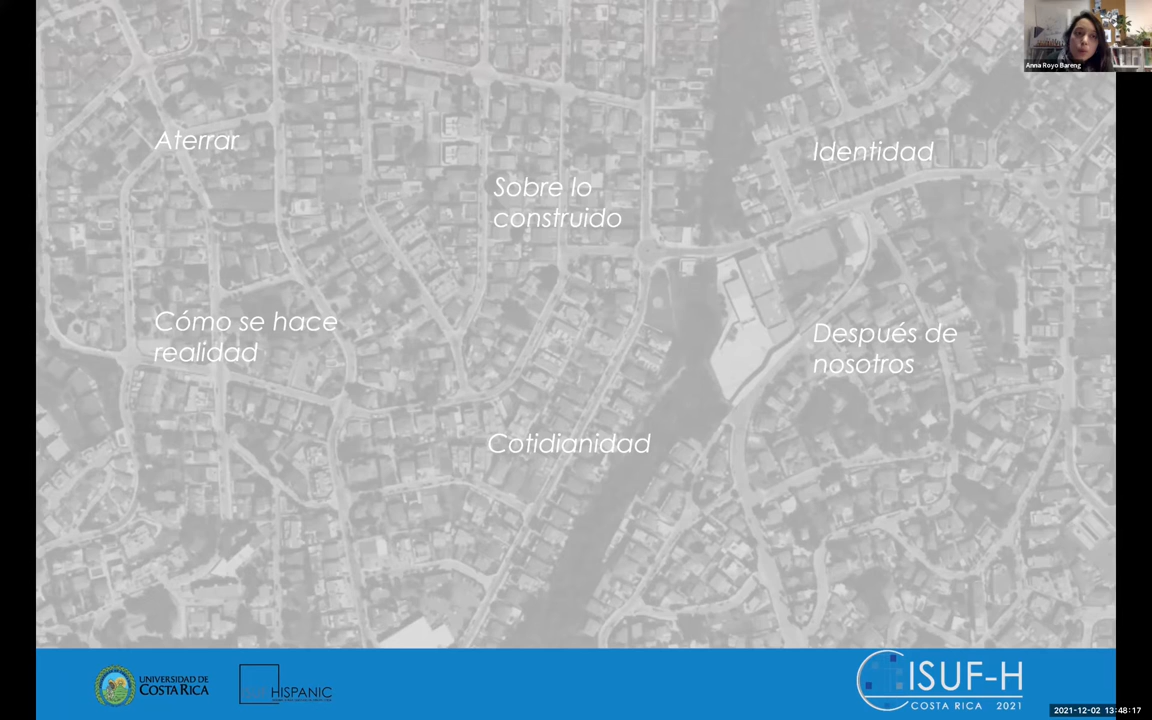 Anna Royo Bareng
Aterrar
Sobre lo
construido
Identidad
Cómo se hace
realidad
Después de
nosotros
Cotidianidad
UNIVERSIDAD DE
COSTA RICA
HISPANIC
ISUF-H
COSTA RICA 2021
2021-12-02 13:48:17